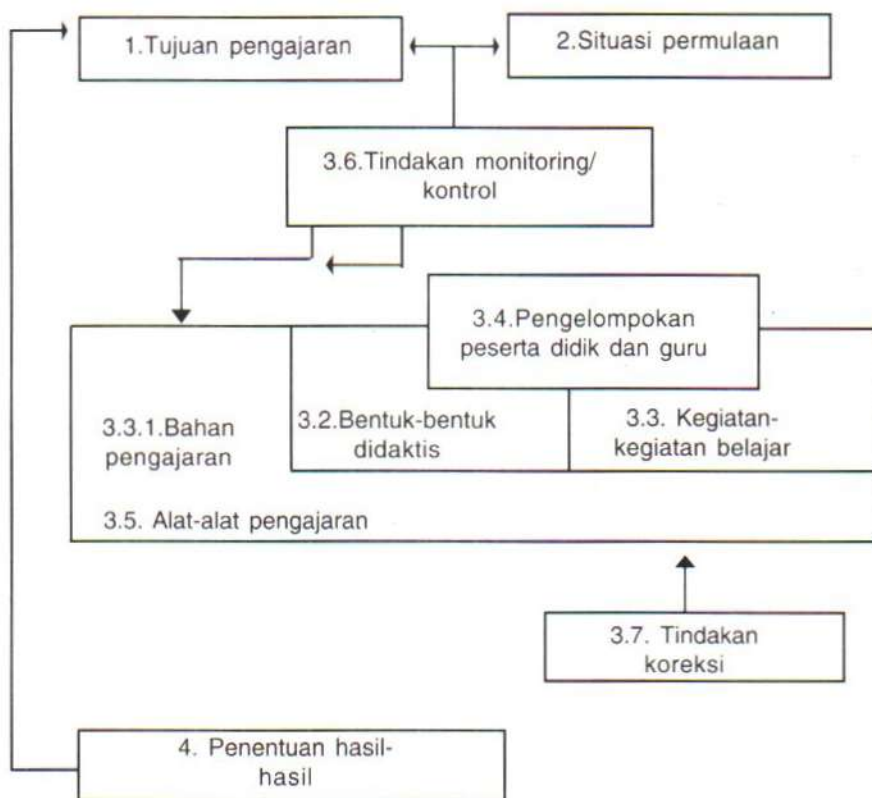 1.Tujuan pengajaran
2.Situasi permulaan
3.6.Tindakan monitoring/
kontrol
3.4.Pengelompokan
peserta didik dan guru
3.3.1.Bahan
pengajaran
3.2.Bentuk-bentuk
didaktis
3.3. Kegiatan-
kegiatan belajar
3.5. Alat-alat pengajaran
3.7. Tindakan
koreksi
4. Penentuan hasil-
hasil